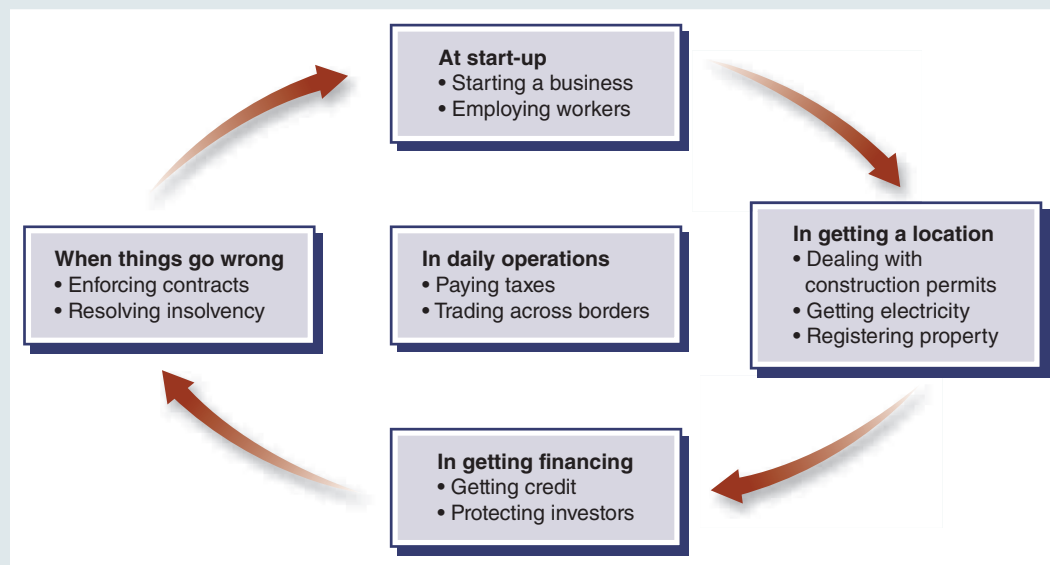 At start-up
• Starting a business
• Employing workers
When things go wrong
• Enforcing contracts
• Resolving insolvency
In daily operations
• Paying taxes
• Trading across borders
In getting a location
• Dealing with
construction permits
• Getting electricity
• Registering property
In getting financing
• Getting credit
• Protecting investors